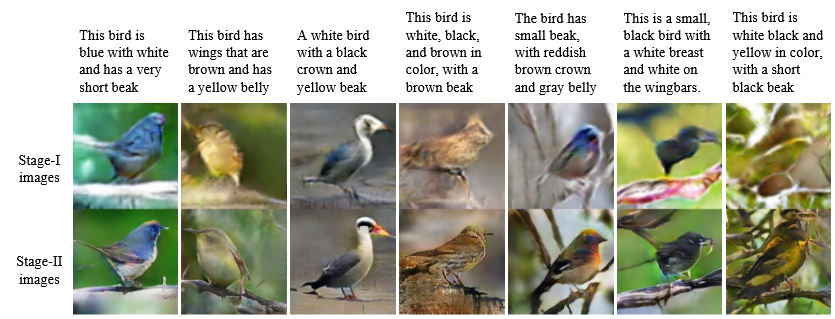 This bird is
blue with white
and has a very
short beak
This bird has
wings that are
brown and has
a yellow belly
A white bird
with a black
crown and
yellow beak
This bird is
white, black,
and brown in
color, with a
brown beak
The bird has
small beak,
with reddish
brown crown
and gray belly
This is a small,
black bird with
a white breast
and white on
the wingbars.
This bird is
white black and
yellow in color,
with a short
black beak
Stage-I
images
Stage-II
images